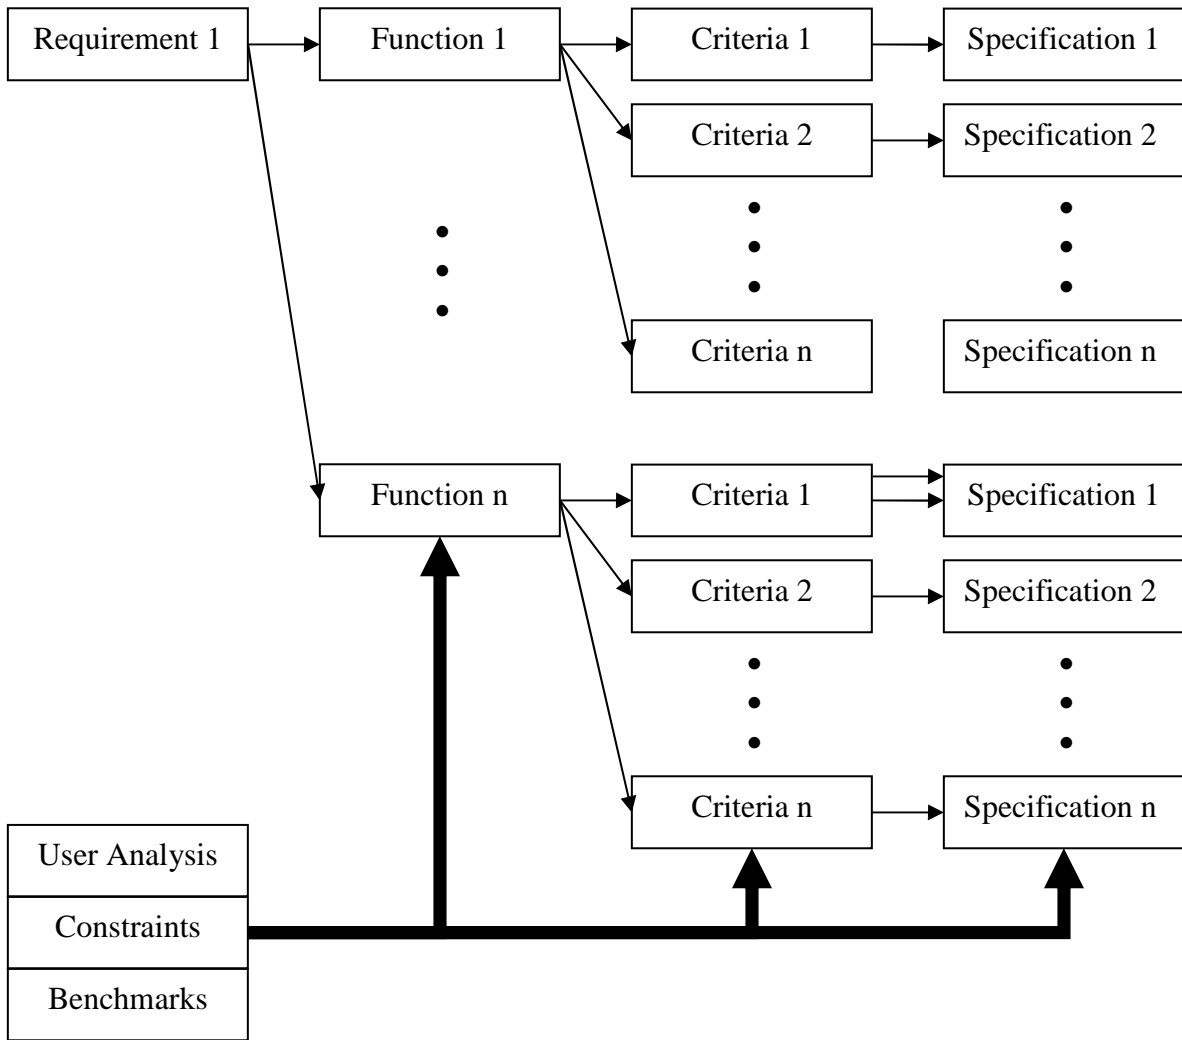 Requirement 1
Function 1
Criteria 1
Specification 1
Criteria 2
Specification 2
Criteria n
Specification n
Function n
Criteria 1
Specification 1
Criteria 2
Specification 2
Criteria n
Specification n
User Analysis
Constraints
Benchmarks